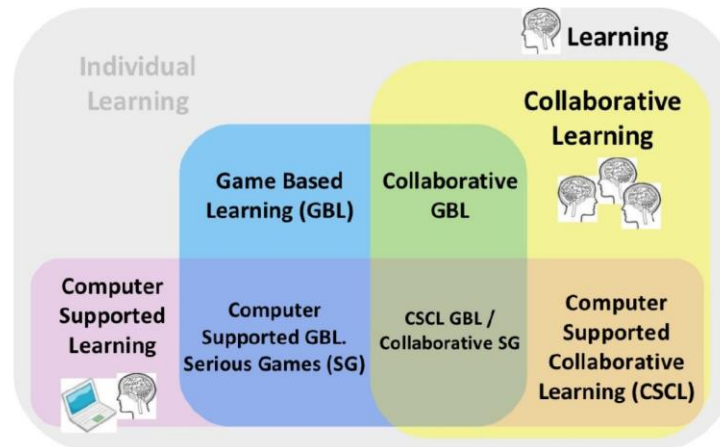 Learning
Individual
Learning
Collaborative
Learning
Game Based
Learning (GBL)
Collaborative
GBL
Computer
Supported
Learning
Computer
Supported GBL.
Serious Games (SG)
CSCL GBL /
Collaborative SG
Computer
Supported
Collaborative
Learning (CSCL)